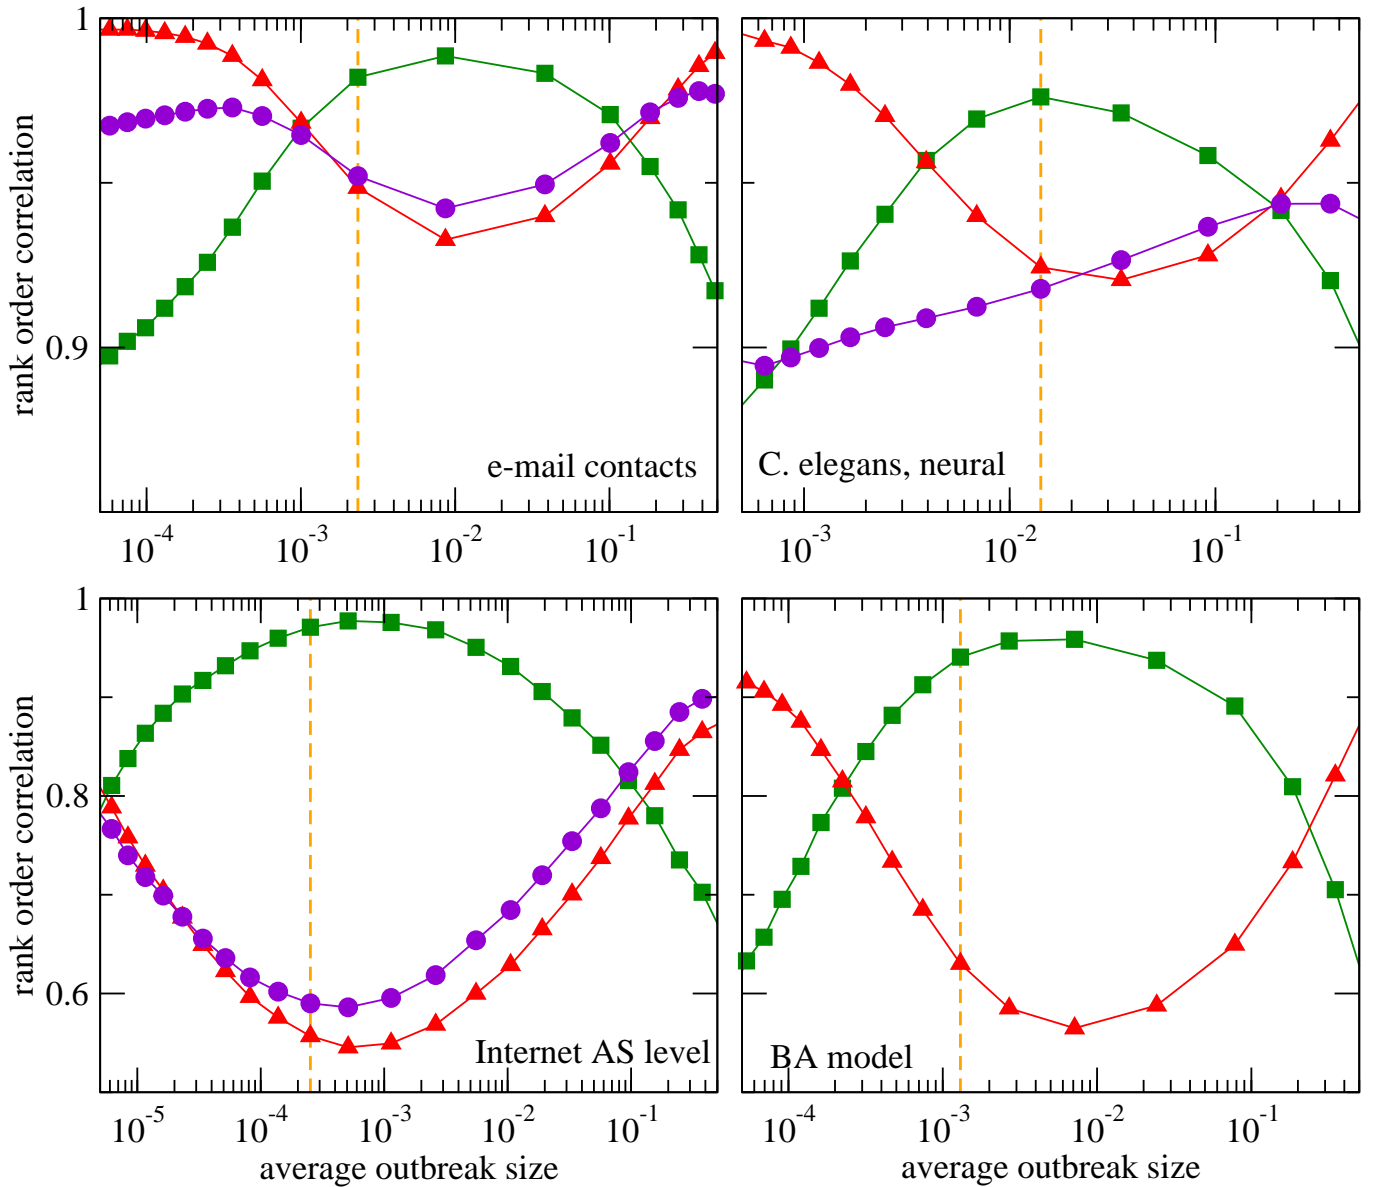 1
0.9
rank order correlation
e-mail contacts
10^-4 10^-3 10^-2 10^-1
C. elegans, neural
10^-3 10^-2 10^-1
1
0.8
0.6
rank order correlation
Internet AS level
10^-5 10^-4 10^-3 10^-2 10^-1
average outbreak size
BA model
10^-4 10^-3 10^-2 10^-1
average outbreak size